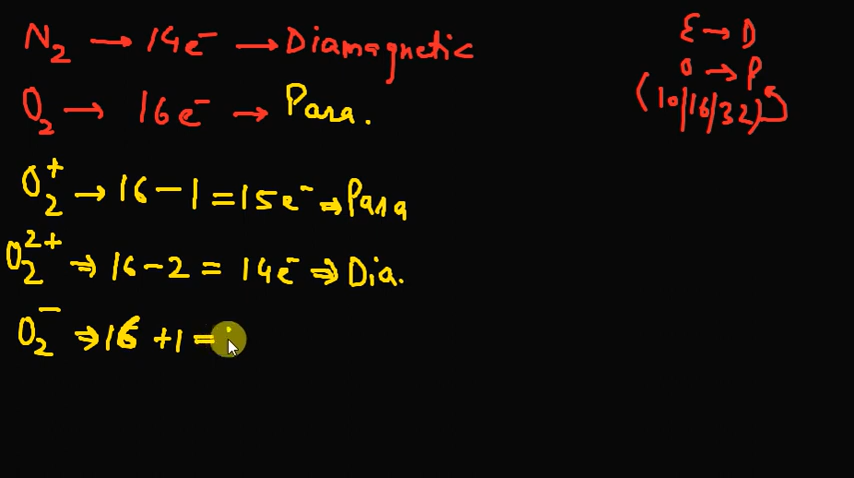 N₂ → 14e⁻ → Diamagnetic
O₂ → 16e⁻ → Para.
O₂⁺ → 16 - 1 = 15e⁻ ⇒ Para
O₂²⁺ ⇒ 16 - 2 = 14e⁻ ⇒ Dia.
O₂⁻ ⇒ 16 + 1 =
E → D
O → P
(10/16/32)